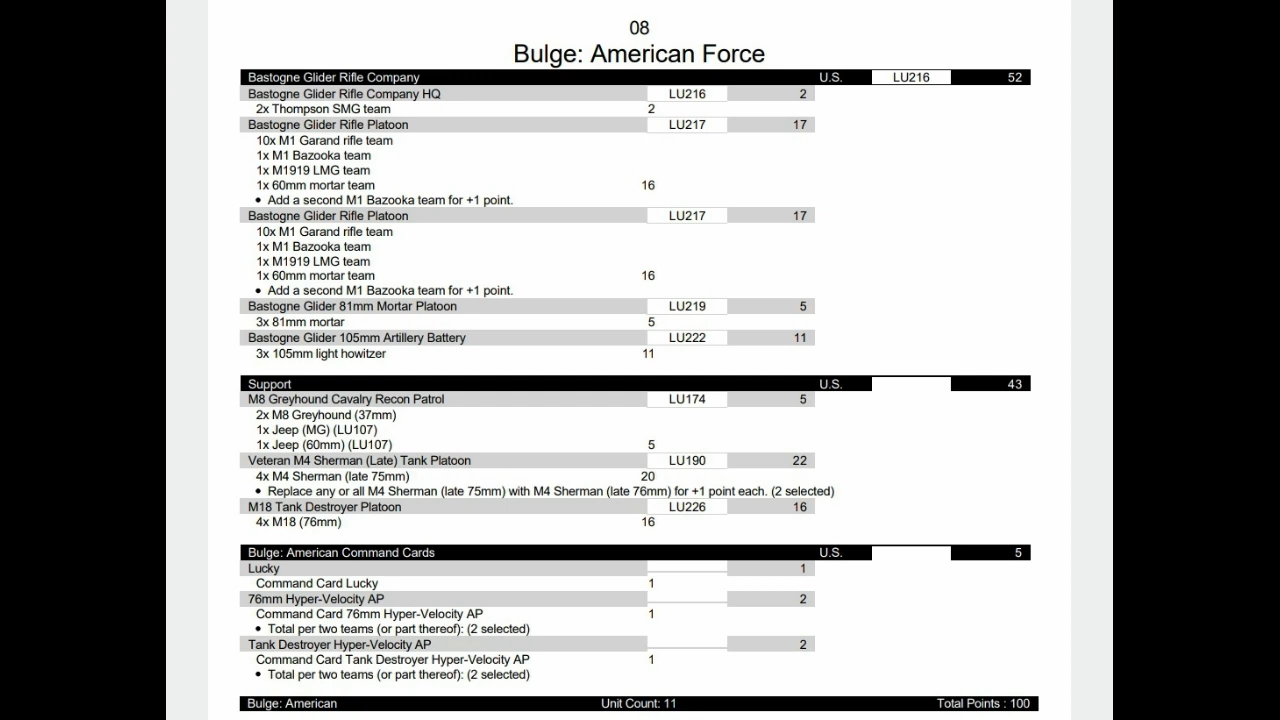 08
Bulge: American Force
Bastogne Glider Rifle Company U.S. LU216 52
Bastogne Glider Rifle Company HQ LU216 2
2x Thompson SMG team 2
Bastogne Glider Rifle Platoon LU217 17
10x M1 Garand rifle team
1x M1 Bazooka team
1x M1919 LMG team
1x 60mm mortar team 16
• Add a second M1 Bazooka team for +1 point.
Bastogne Glider Rifle Platoon LU217 17
10x M1 Garand rifle team
1x M1 Bazooka team
1x M1919 LMG team
1x 60mm mortar team 16
• Add a second M1 Bazooka team for +1 point.
Bastogne Glider 81mm Mortar Platoon LU219 5
3x 81mm mortar 5
Bastogne Glider 105mm Artillery Battery LU222 11
3x 105mm light howitzer 11
Support U.S. 43
M8 Greyhound Cavalry Recon Patrol LU174 5
2x M8 Greyhound (37mm)
1x Jeep (MG) (LU107)
1x Jeep (60mm) (LU107) 5
Veteran M4 Sherman (Late) Tank Platoon LU190 22
4x M4 Sherman (late 75mm) 20
• Replace any or all M4 Sherman (late 75mm) with M4 Sherman (late 76mm) for +1 point each. (2 selected)
M18 Tank Destroyer Platoon LU226 16
4x M18 (76mm) 16
Bulge: American Command Cards U.S. 5
Lucky 1
Command Card Lucky 1
76mm Hyper-Velocity AP 2
Command Card 76mm Hyper-Velocity AP 1
• Total per two teams (or part thereof): (2 selected)
Tank Destroyer Hyper-Velocity AP 2
Command Card Tank Destroyer Hyper-Velocity AP 1
• Total per two teams (or part thereof): (2 selected)
Bulge: American Unit Count: 11 Total Points : 100